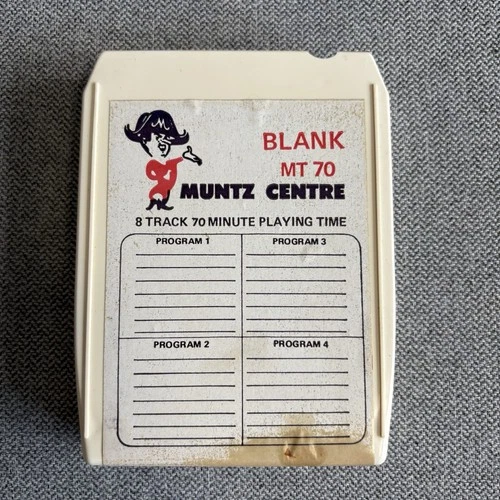 M
BLANK
MT 70
MUNTZ CENTRE
8 TRACK 70 MINUTE PLAYING TIME
PROGRAM 1
PROGRAM 3
PROGRAM 2
PROGRAM 4